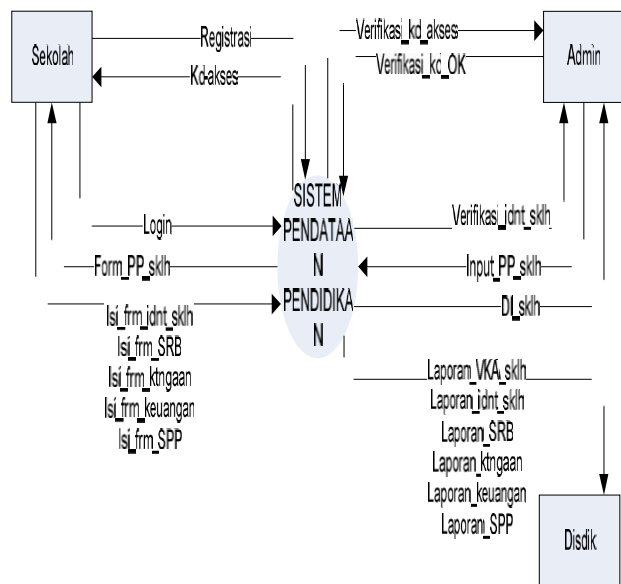 Sekolah
Registrasi
Kd-akses
Verifikasi_kd_akses
Verifikasi_kd_OK
Admin
Login
Form_PP_sklh
Isi_frm_idnt_sklh
Isi_frm_SRB
Isi_frm_ktngaan
Isi_frm_keuangan
Isi_frm_SPP
SISTEM
PENDATAA
N
PENDIDIKA
N
Verifikasi_idnt_sklh
Input_PP_sklh
DI_sklh
Laporan_VKA_sklh
Laporan_idnt_sklh
Laporan_SRB
Laporan_ktngaan
Laporan_keuangan
Laporan_SPP
Disdik